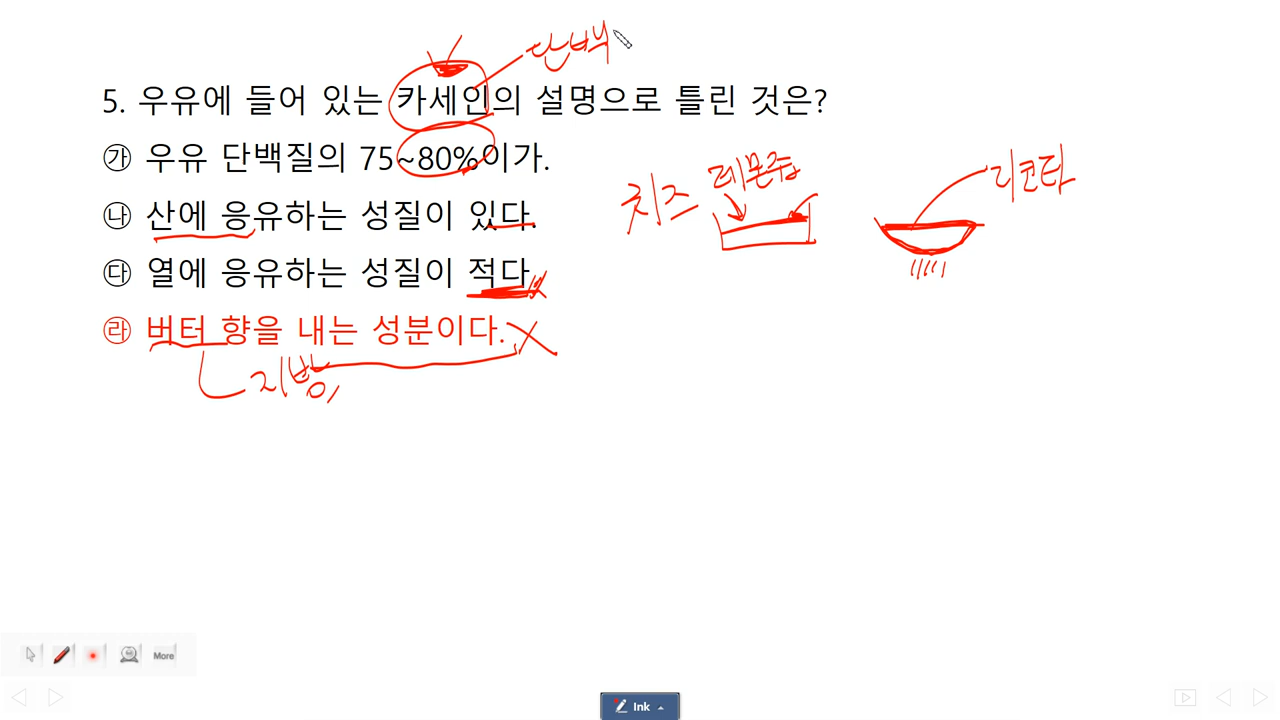 단백
5. 우유에 들어 있는 카세인의 설명으로 틀린 것은?
㉮ 우유 단백질의 75~80%이가.
치즈 레몬즙
리코타
㉯ 산에 응유하는 성질이 있다.
㉰ 열에 응유하는 성질이 적다.
㉱ 버터 향을 내는 성분이다.
지방,
More
Ink